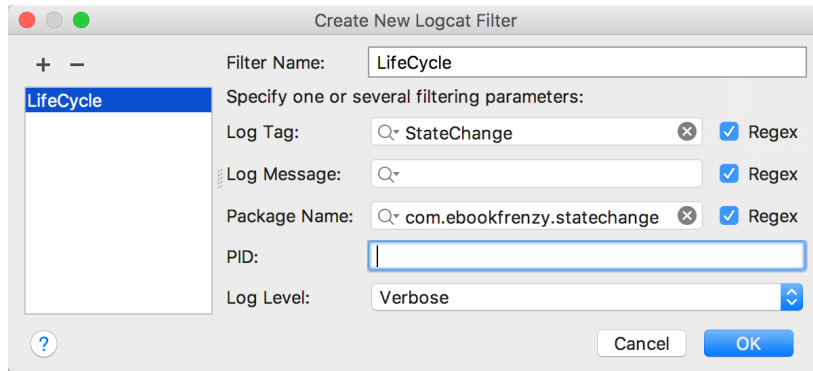 Create New Logcat Filter
+ −
Filter Name: LifeCycle
LifeCycle
Specify one or several filtering parameters:
Log Tag: StateChange Regex
Log Message: Regex
Package Name: com.ebookfrenzy.statechange Regex
PID:
Log Level: Verbose
? Cancel OK